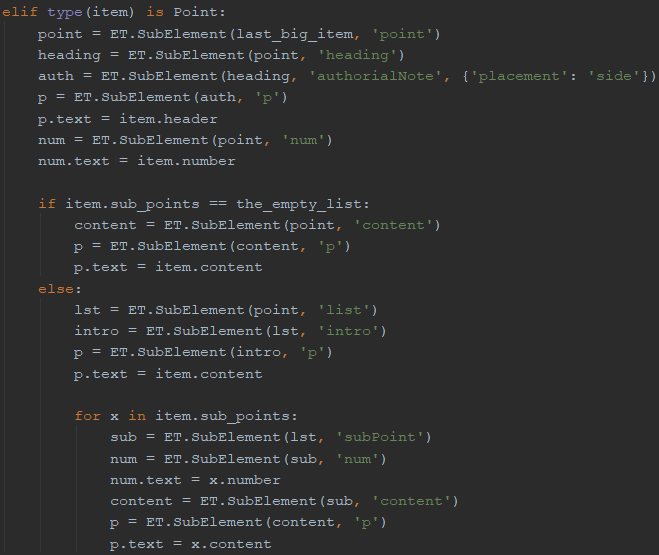 elif type(item) is Point:
    point = ET.SubElement(last_big_item, 'point')
    heading = ET.SubElement(point, 'heading')
    auth = ET.SubElement(heading, 'authorialNote', {'placement': 'side'})
    p = ET.SubElement(auth, 'p')
    p.text = item.header
    num = ET.SubElement(point, 'num')
    num.text = item.number

    if item.sub_points == the_empty_list:
        content = ET.SubElement(point, 'content')
        p = ET.SubElement(content, 'p')
        p.text = item.content
    else:
        lst = ET.SubElement(point, 'list')
        intro = ET.SubElement(lst, 'intro')
        p = ET.SubElement(intro, 'p')
        p.text = item.content

        for x in item.sub_points:
            sub = ET.SubElement(lst, 'subPoint')
            num = ET.SubElement(sub, 'num')
            num.text = x.number
            content = ET.SubElement(sub, 'content')
            p = ET.SubElement(content, 'p')
            p.text = x.content